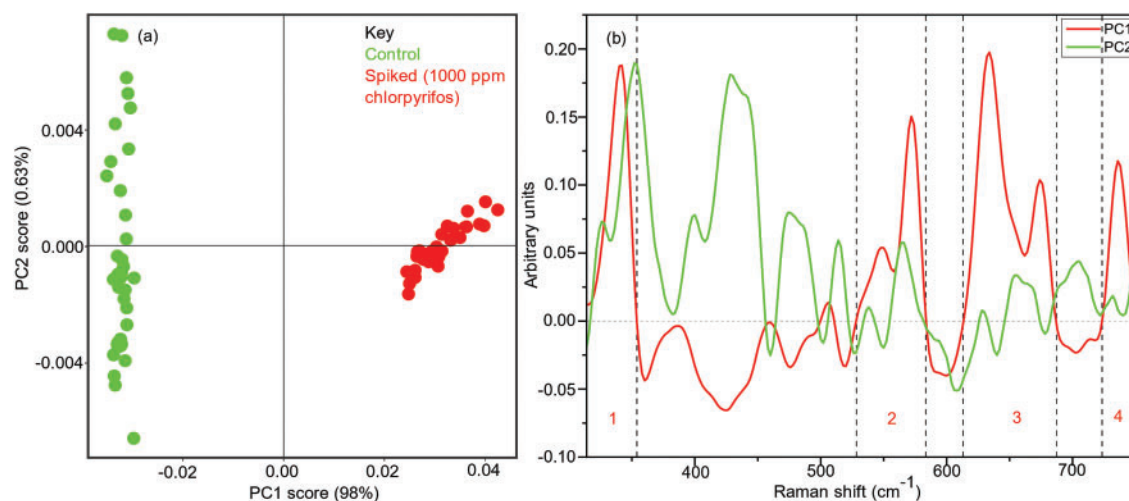 (a)
Key
Control
Spiked (1000 ppm
chlorpyrifos)
0.004
0.000
-0.004
PC2 score (0.63%)
-0.02
0.00
0.02
0.04
PC1 score (98%)
(b)
PC1
PC2
0.20
0.15
0.10
0.05
0.00
-0.05
-0.10
Arbitrary units
1
2
3
4
400
500
600
700
Raman shift (cm⁻¹)